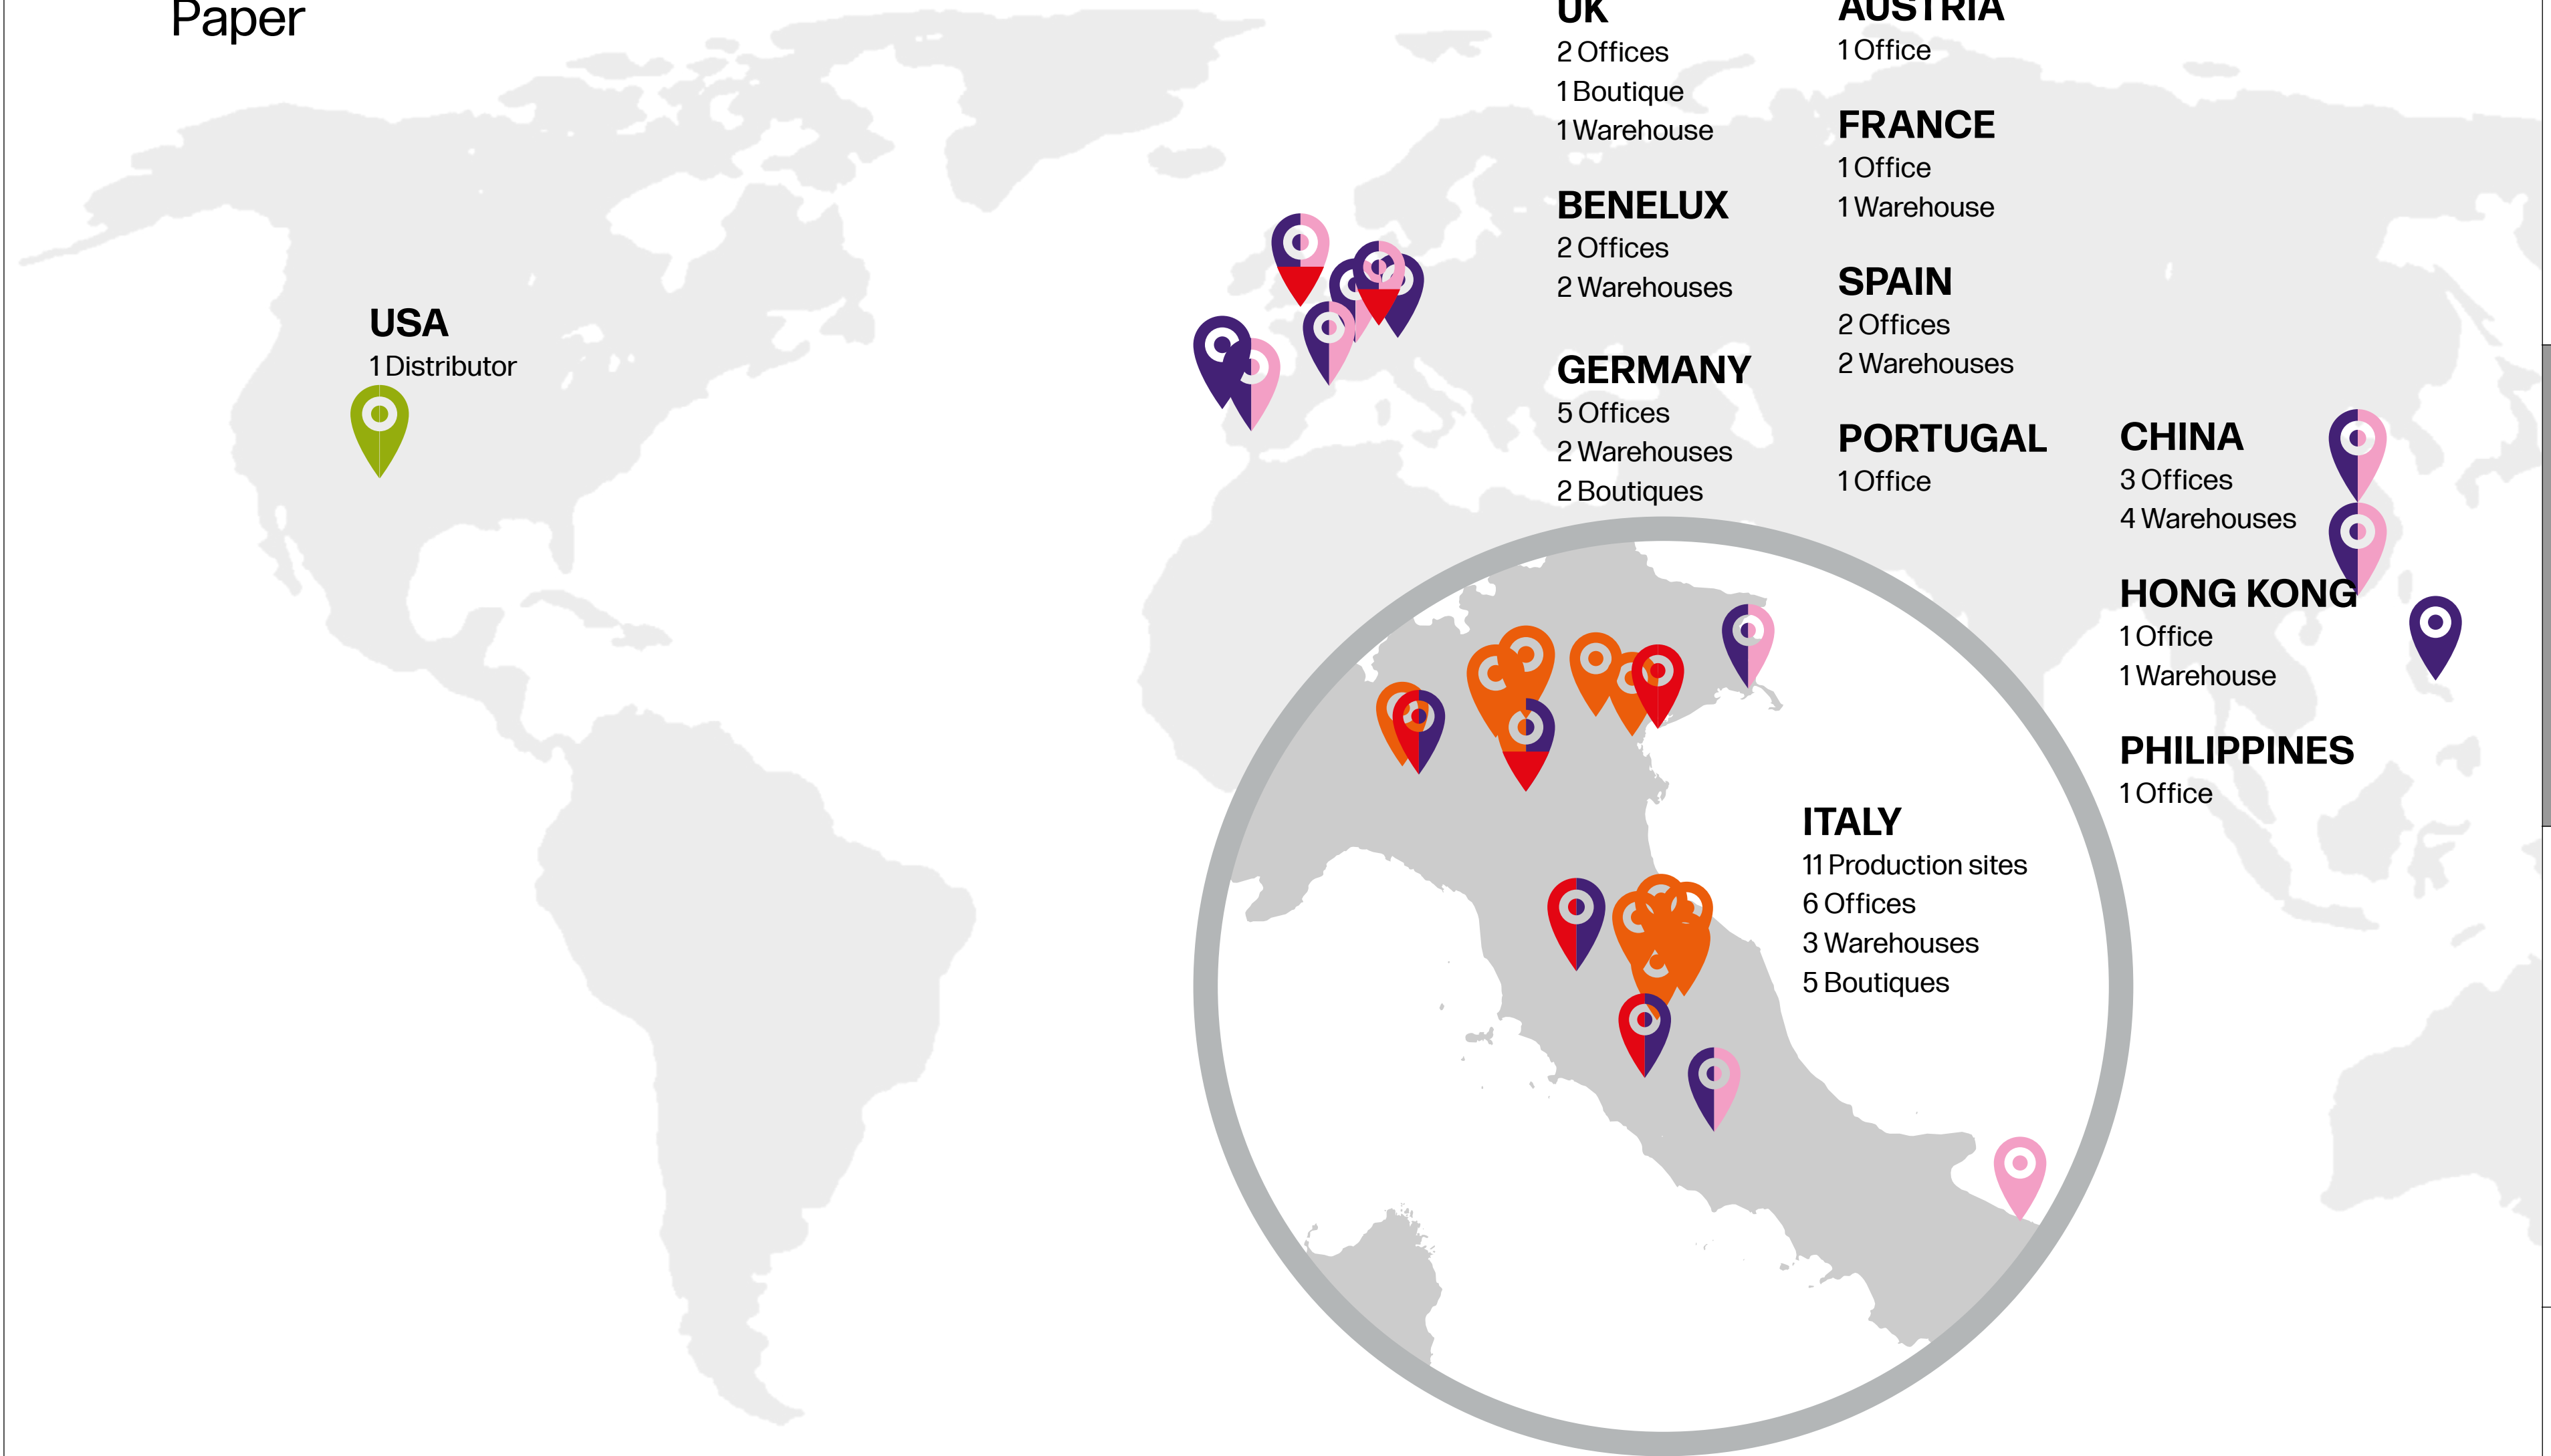 Paper
USA
1 Distributor
UK
2 Offices
1 Boutique
1 Warehouse
BENELUX
2 Offices
2 Warehouses
GERMANY
5 Offices
2 Warehouses
2 Boutiques
AUSTRIA
1 Office
FRANCE
1 Office
1 Warehouse
SPAIN
2 Offices
2 Warehouses
PORTUGAL
1 Office
CHINA
3 Offices
4 Warehouses
HONG KONG
1 Office
1 Warehouse
PHILIPPINES
1 Office
ITALY
11 Production sites
6 Offices
3 Warehouses
5 Boutiques